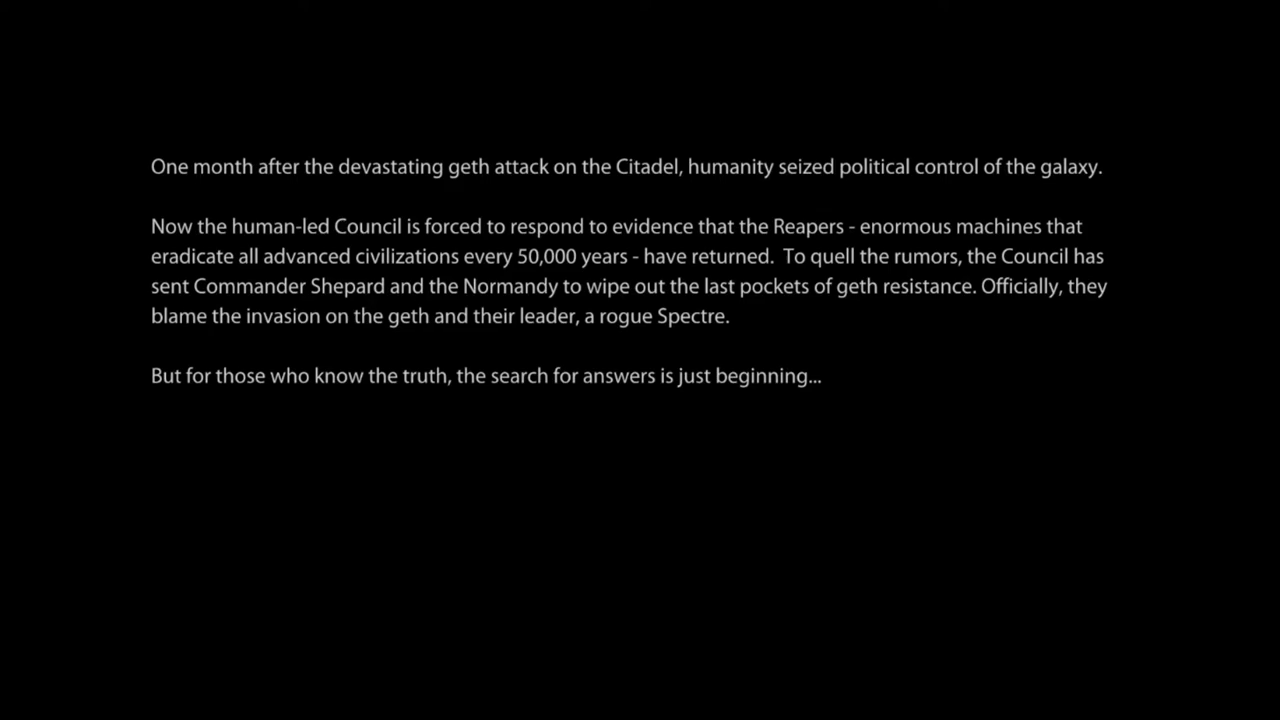 One month after the devastating geth attack on the Citadel, humanity seized political control of the galaxy.
Now the human-led Council is forced to respond to evidence that the Reapers - enormous machines that
eradicate all advanced civilizations every 50,000 years - have returned.  To quell the rumors, the Council has
sent Commander Shepard and the Normandy to wipe out the last pockets of geth resistance. Officially, they
blame the invasion on the geth and their leader, a rogue Spectre.
But for those who know the truth, the search for answers is just beginning...